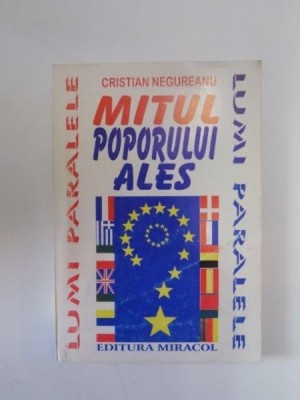 CRISTIAN NEGUREANU
MITUL
POPORULUI
ALES
LUMI PARALELE
LUMI PARALELE
EDITURA MIRACOL